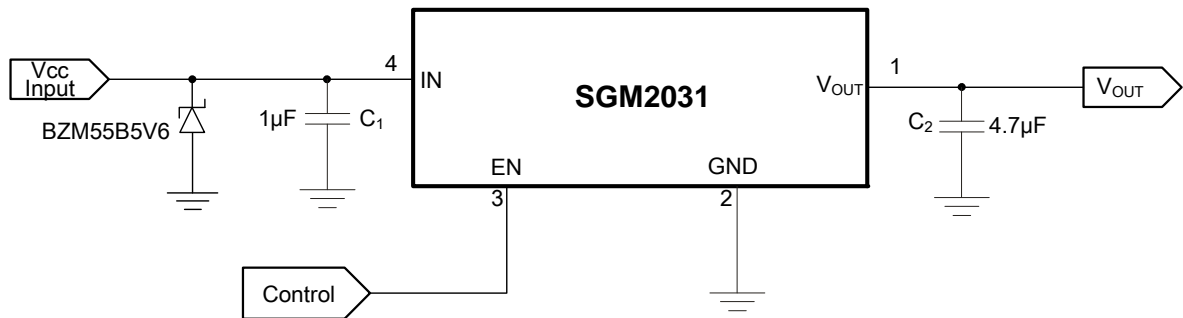 Vcc
Input
BZM55B5V6
1µF
C1
4
IN
SGM2031
VOUT
1
EN
3
GND
2
C2
4.7µF
VOUT
Control